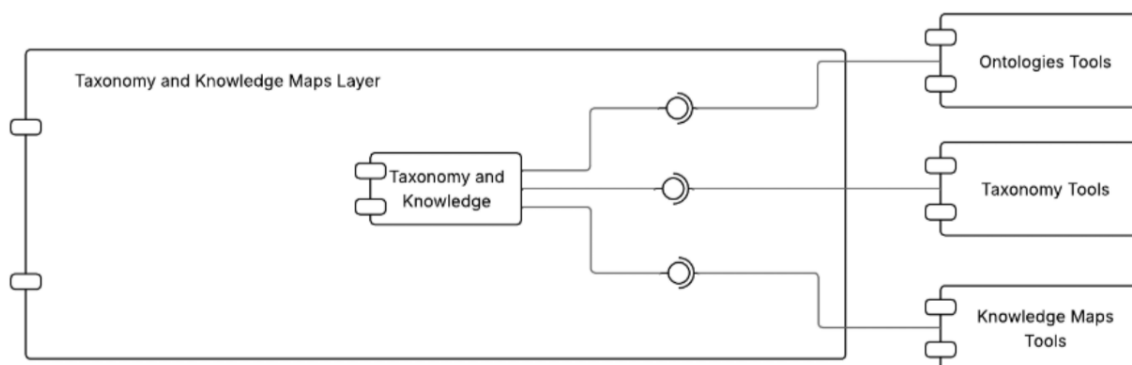 Taxonomy and Knowledge Maps Layer
Taxonomy and
Knowledge
Ontologies Tools
Taxonomy Tools
Knowledge Maps
Tools